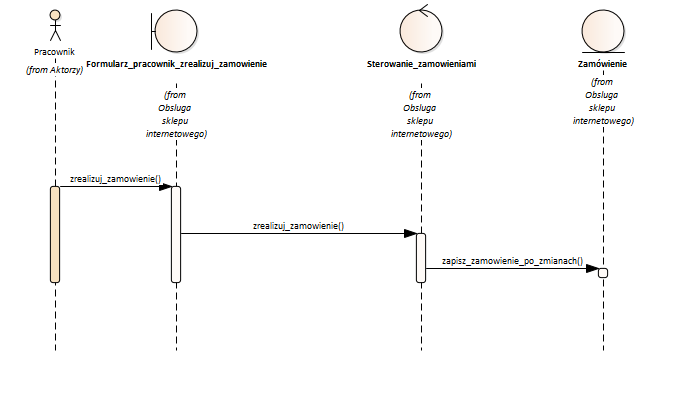 Pracownik
(from Aktorzy)
Formularz_pracownik_zrealizuj_zamowienie
(from
Obsluga
sklepu
internetowego)
Sterowanie_zamowieniami
(from
Obsluga
sklepu
internetowego)
Zamówienie
(from
Obsluga
sklepu
internetowego)
zrealizuj_zamowienie()
zrealizuj_zamowienie()
zapisz_zamowienie_po_zmianach()